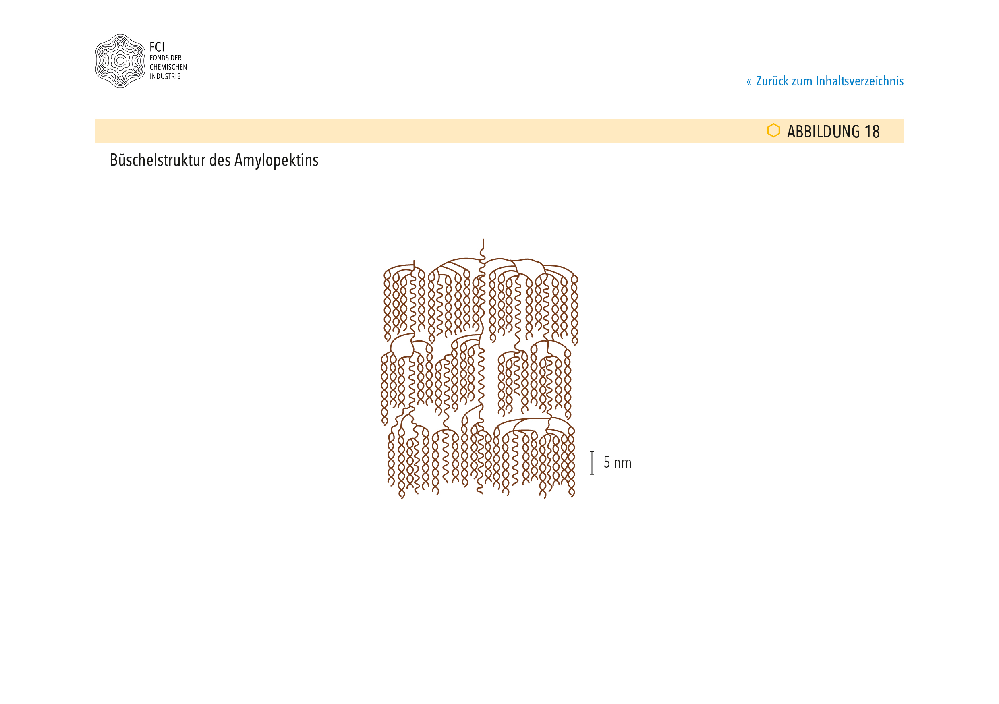 FCI
FONDS DER
CHEMISCHEN
INDUSTRIE
« Zurück zum Inhaltsverzeichnis
ABBILDUNG 18
Büschelstruktur des Amylopektins
5 nm